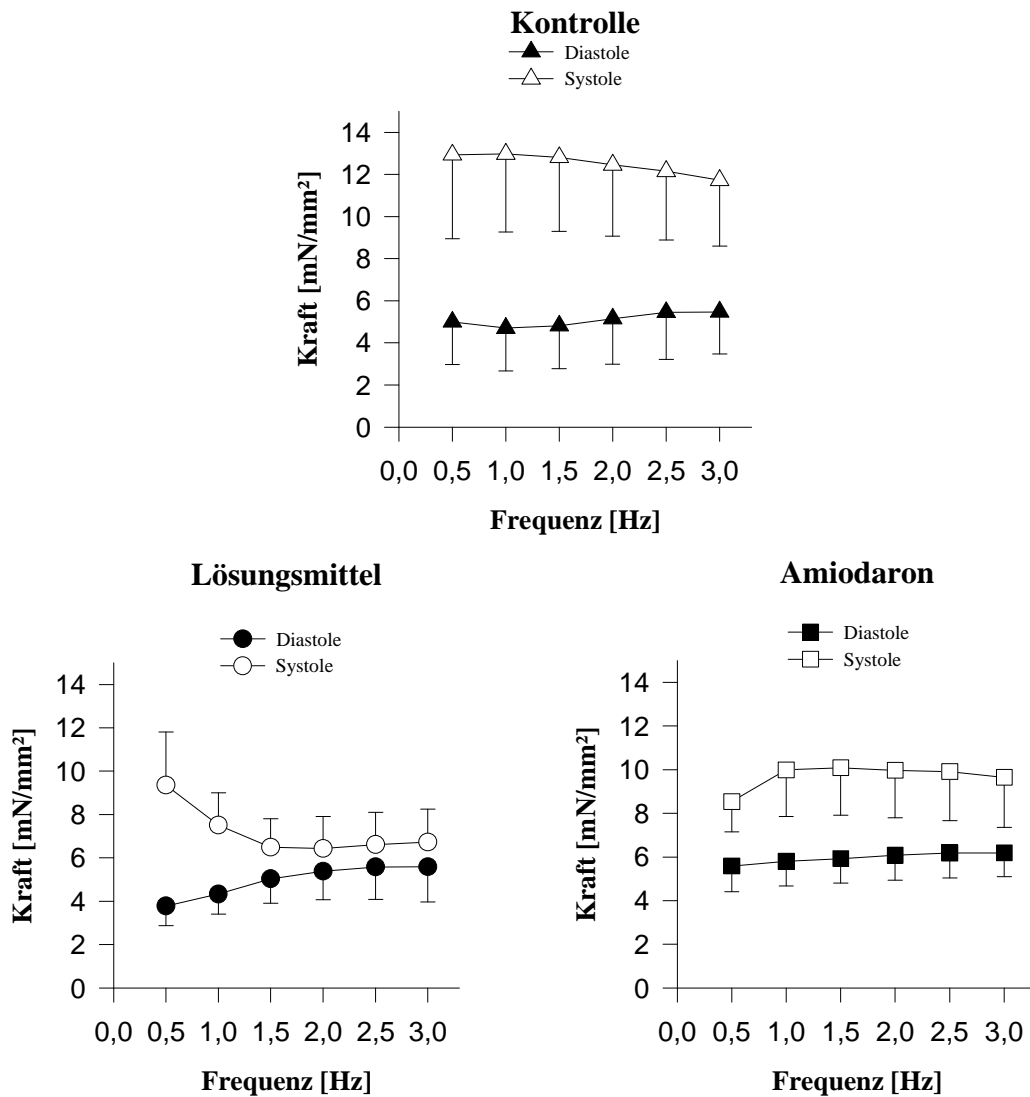 Kontrolle
Diastole
Systole
Kraft [mN/mm²]
14
12
10
8
6
4
2
0
0,0 0,5 1,0 1,5 2,0 2,5 3,0
Frequenz [Hz]
Lösungsmittel
Diastole
Systole
Kraft [mN/mm²]
14
12
10
8
6
4
2
0
0,0 0,5 1,0 1,5 2,0 2,5 3,0
Frequenz [Hz]
Amiodaron
Diastole
Systole
Kraft [mN/mm²]
14
12
10
8
6
4
2
0
0,0 0,5 1,0 1,5 2,0 2,5 3,0
Frequenz [Hz]